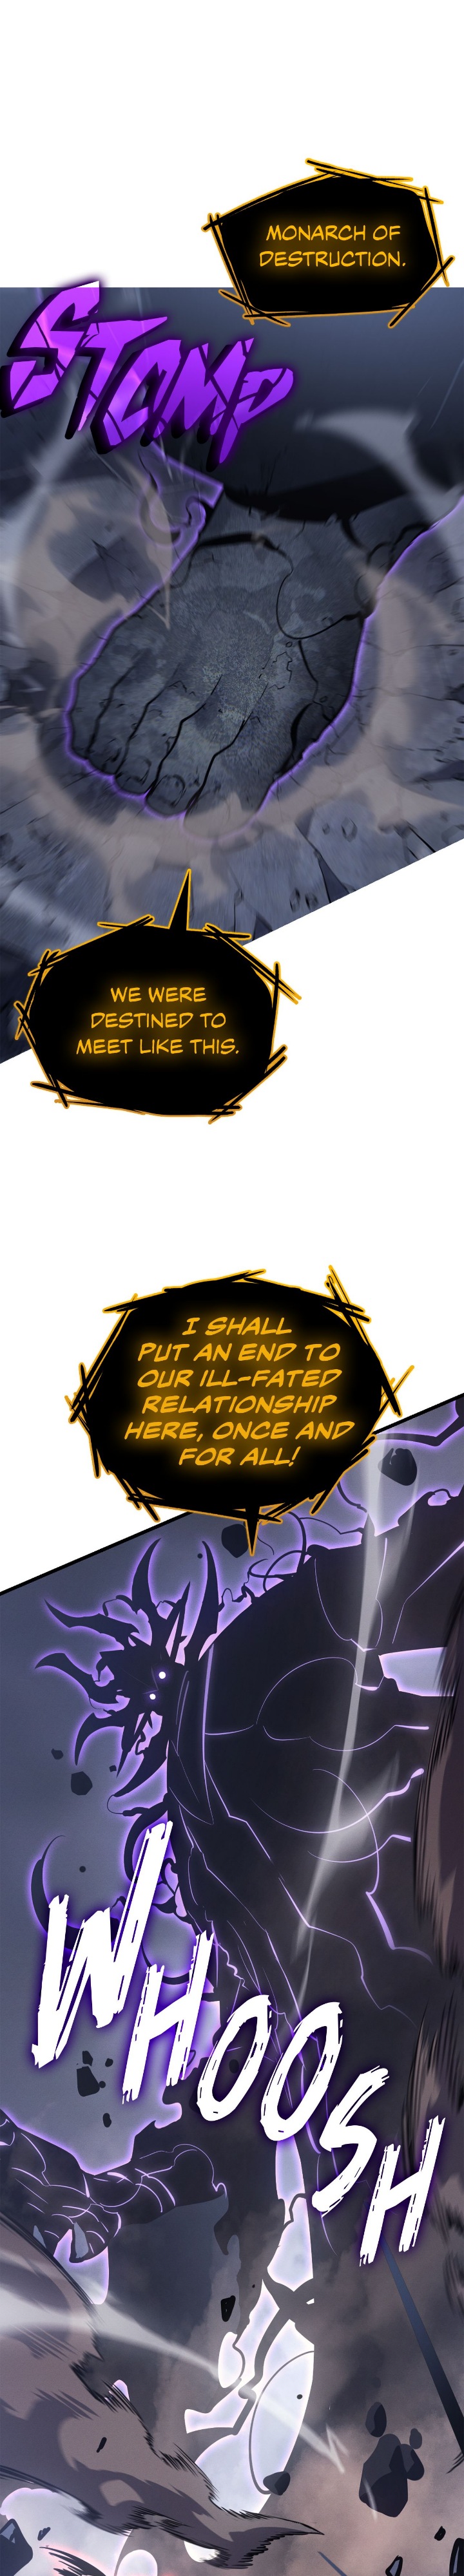 MONARCH OF
DESTRUCTION.
STOMP
WE WERE
DESTINED TO
MEET LIKE THIS.
I SHALL
PUT AN END TO
OUR ILL-FATED
RELATIONSHIP
HERE, ONCE AND
FOR ALL!
WHOOSH